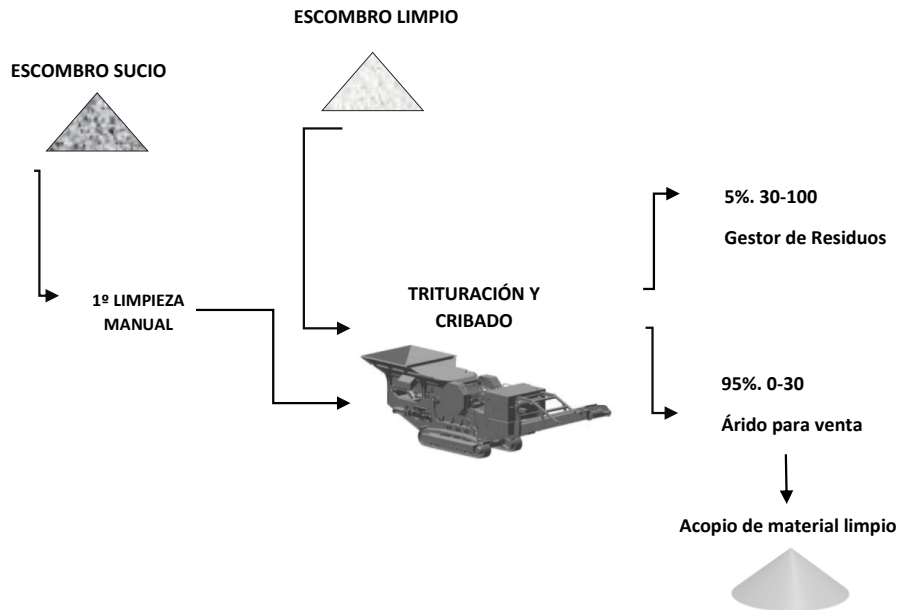 ESCOMBRO LIMPIO
ESCOMBRO SUCIO
5%. 30-100
Gestor de Residuos
1º LIMPIEZA
MANUAL
TRITURACIÓN Y
CRIBADO
95%. 0-30
Árido para venta
Acopio de material limpio